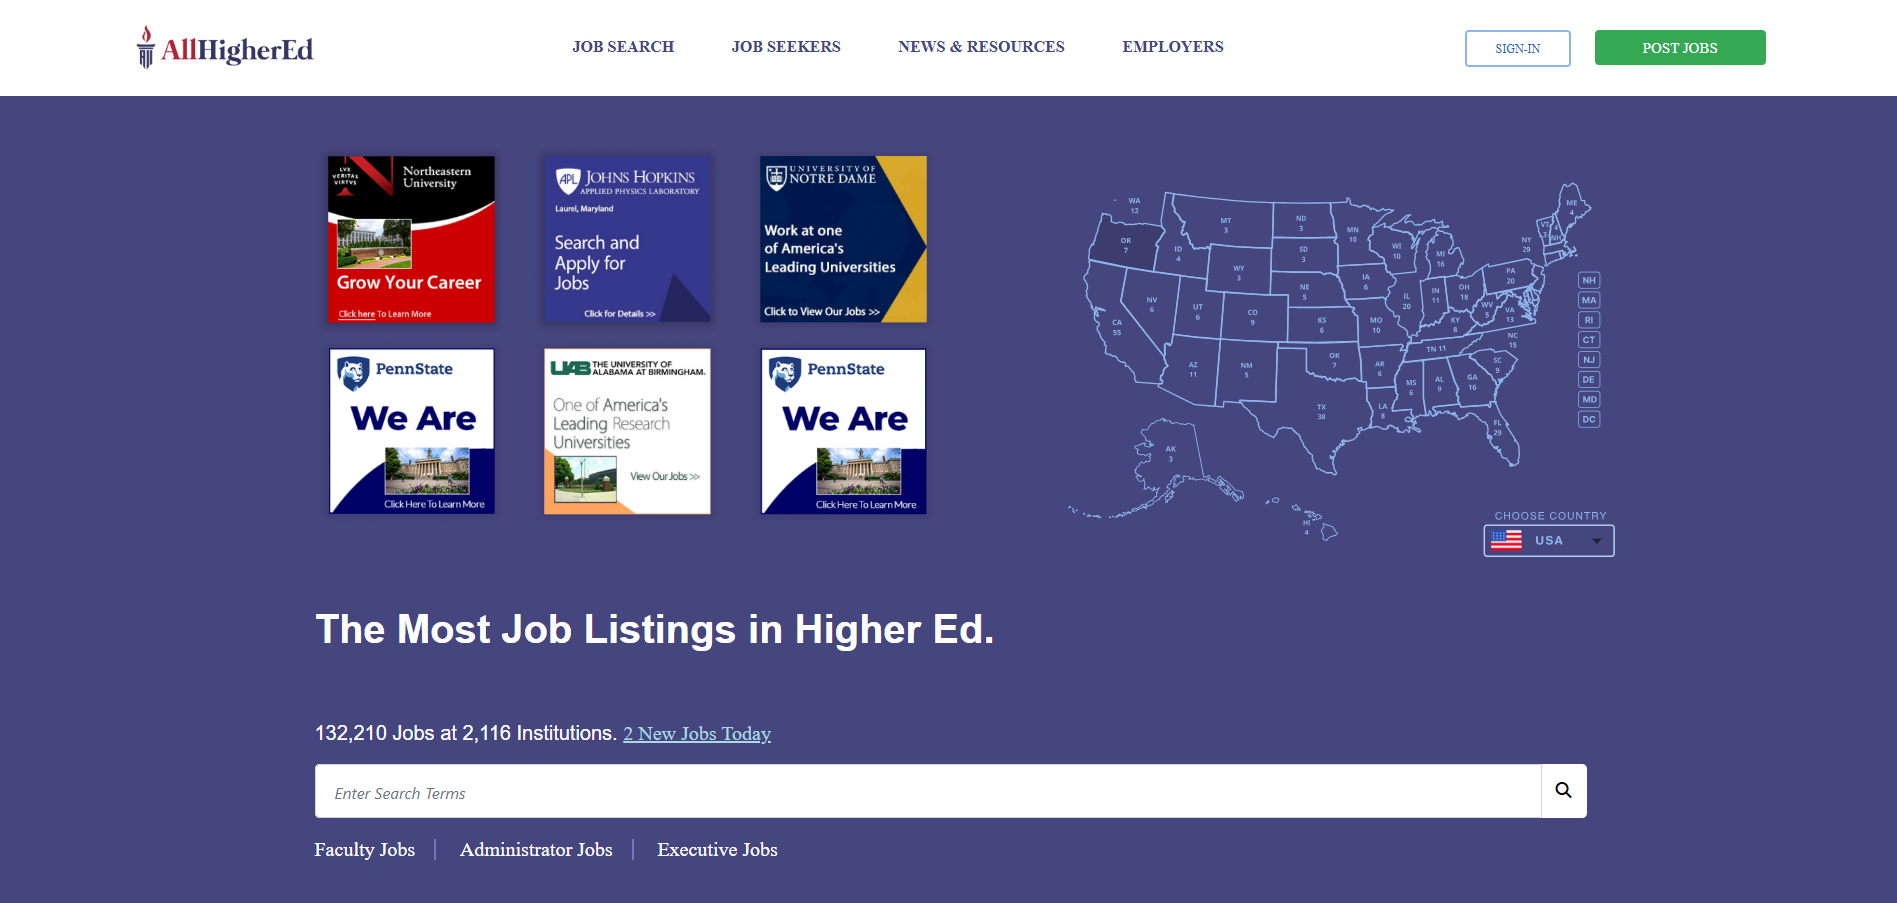 AllHigherEd
JOB SEARCH
JOB SEEKERS
NEWS & RESOURCES
EMPLOYERS
SIGN-IN
POST JOBS
LVX
VERITAS
VIRTVS
Northeastern
University
Grow Your Career
Click here To Learn More
APL
JOHNS HOPKINS
APPLIED PHYSICS LABORATORY
Laurel, Maryland
Search and
Apply for
Jobs
Click for Details >>
UNIVERSITY OF
NOTRE DAME
Work at one
of America's
Leading Universities
Click to View Our Jobs >>
PennState
We Are
Click Here To Learn More
UAB THE UNIVERSITY OF
ALABAMA AT BIRMINGHAM.
One of America's
Leading Research
Universities
View Our Jobs >>
PennState
We Are
Click Here To Learn More
WA
12
OR
7
ID
4
MT
3
ND
3
SD
3
MN
10
WI
10
MI
16
NY
29
VT
3
4
NH
ME
4
WY
3
NE
5
IA
6
IL
20
IN
11
OH
18
PA
20
NV
6
UT
6
CO
9
KS
6
MO
10
KY
8
WV
5
VA
13
CA
55
AZ
11
NM
5
OK
7
AR
6
TN 11
NC
15
SC
9
MS
6
AL
9
GA
16
TX
38
LA
8
FL
29
AK
3
HI
4
NH
MA
RI
CT
NJ
DE
MD
DC
CHOOSE COUNTRY
USA
The Most Job Listings in Higher Ed.
132,210 Jobs at 2,116 Institutions. 2 New Jobs Today
Enter Search Terms
Faculty Jobs
Administrator Jobs
Executive Jobs